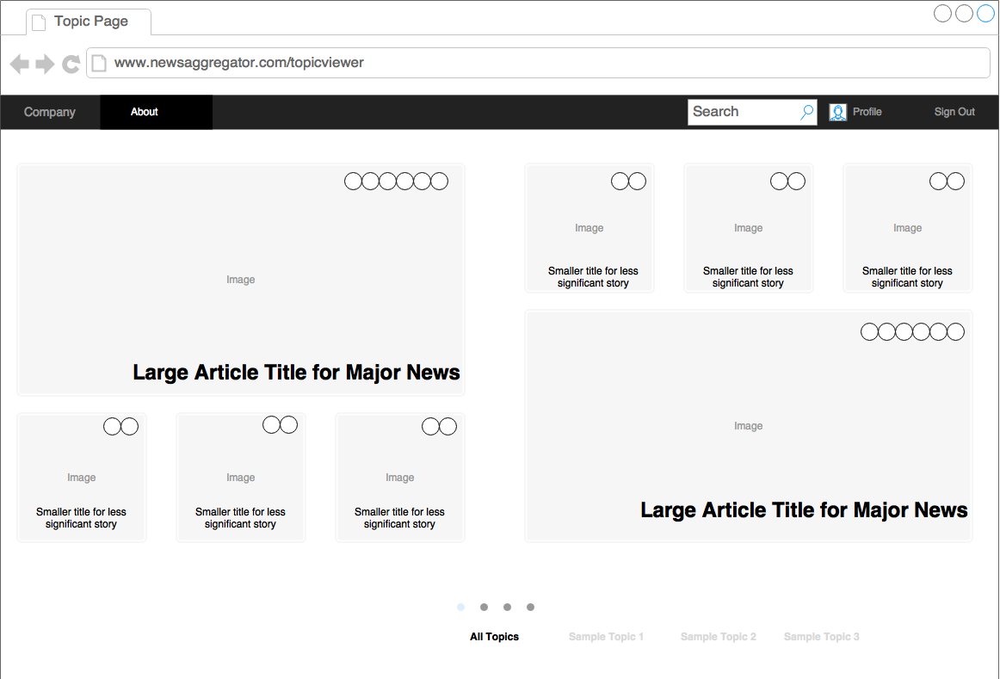 Topic Page
www.newsaggregator.com/topicviewer
Company
About
Search
Profile
Sign Out
Image
Large Article Title for Major News
Image
Smaller title for less
significant story
Image
Smaller title for less
significant story
Image
Smaller title for less
significant story
Image
Smaller title for less
significant story
Image
Smaller title for less
significant story
Image
Smaller title for less
significant story
Image
Large Article Title for Major News
All Topics
Sample Topic 1
Sample Topic 2
Sample Topic 3